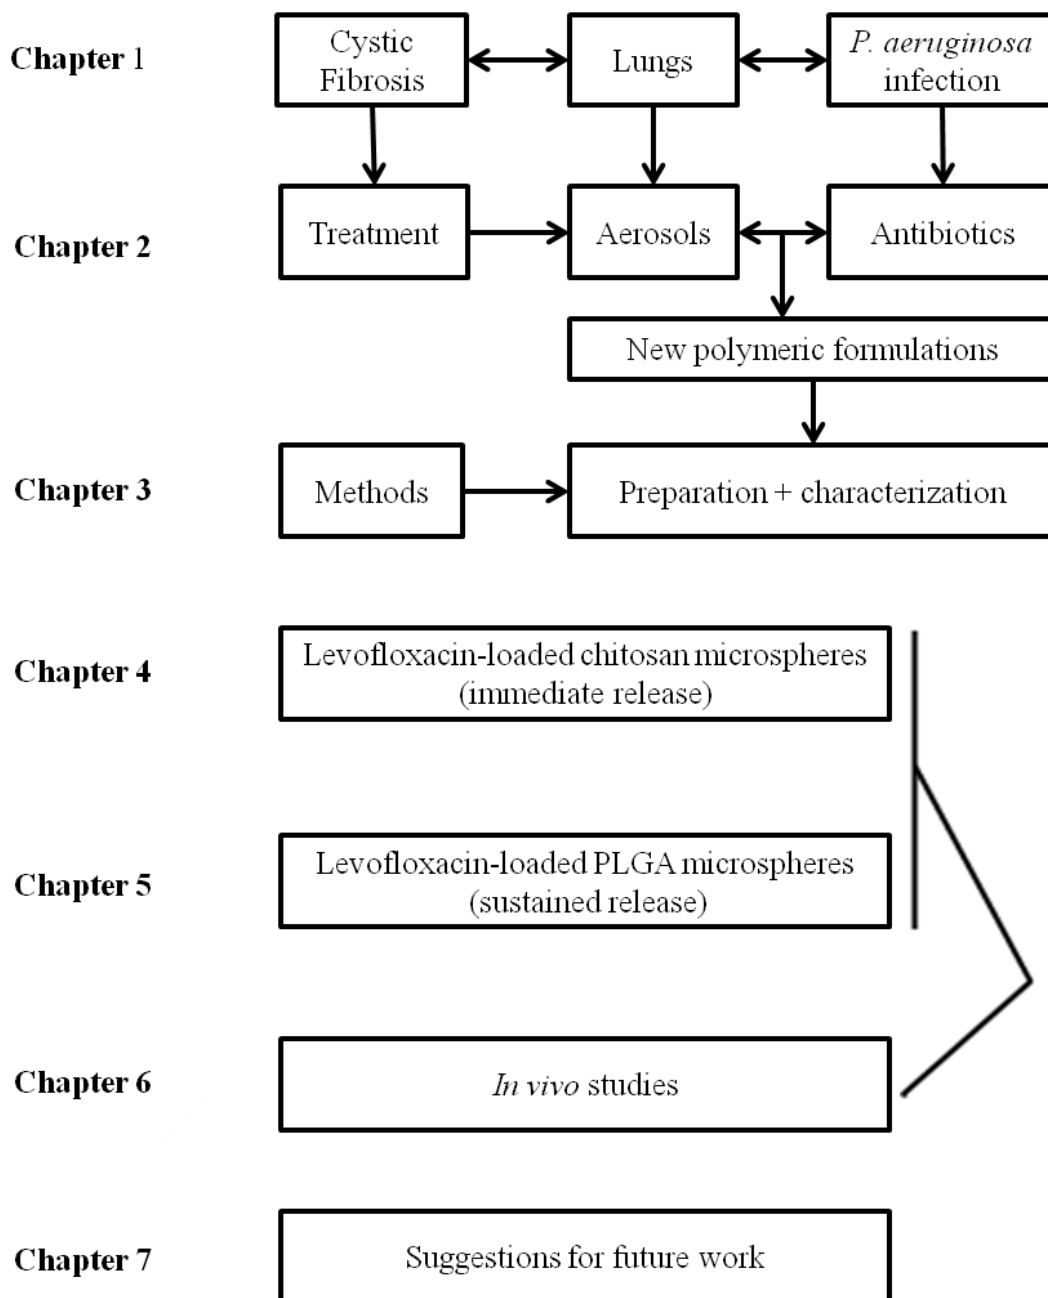 Chapter 1
Cystic
Fibrosis
Lungs
P. aeruginosa
infection
Chapter 2
Treatment
Aerosols
Antibiotics
New polymeric formulations
Chapter 3
Methods
Preparation + characterization
Chapter 4
Levofloxacin-loaded chitosan microspheres
(immediate release)
Chapter 5
Levofloxacin-loaded PLGA microspheres
(sustained release)
Chapter 6
In vivo studies
Chapter 7
Suggestions for future work